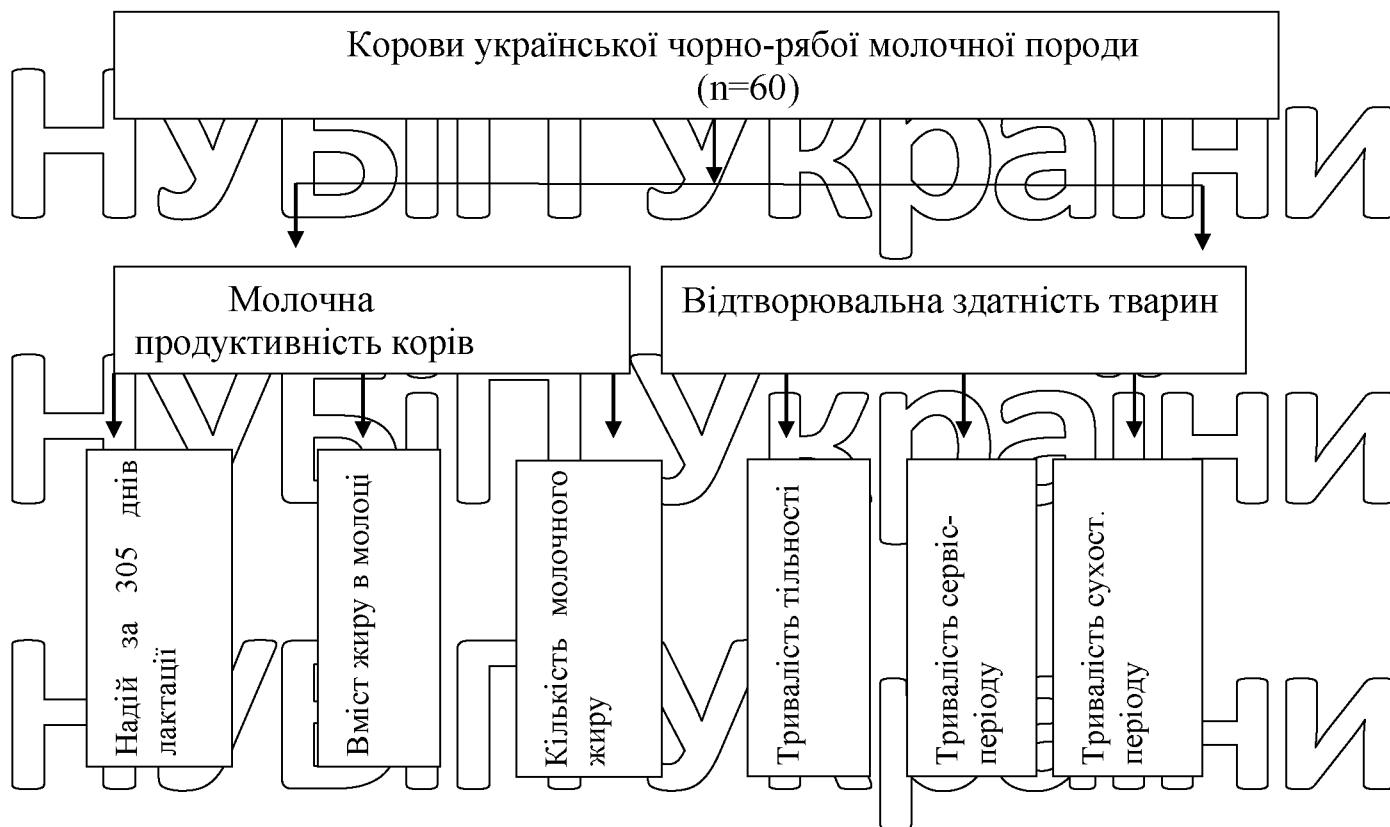 Корови української чорно-рябої молочної породи
(n=60)
НУБІП України
Молочна
продуктивність корів
Відтворювальна здатність тварин
НУБІП України
Надій за 305 днів
лактації
Вміст жиру в молоці
Кількість молочного
жиру
Тривалість тільності
Тривалість сервіс-
періоду
Тривалість сухост.
періоду
НУБІП України